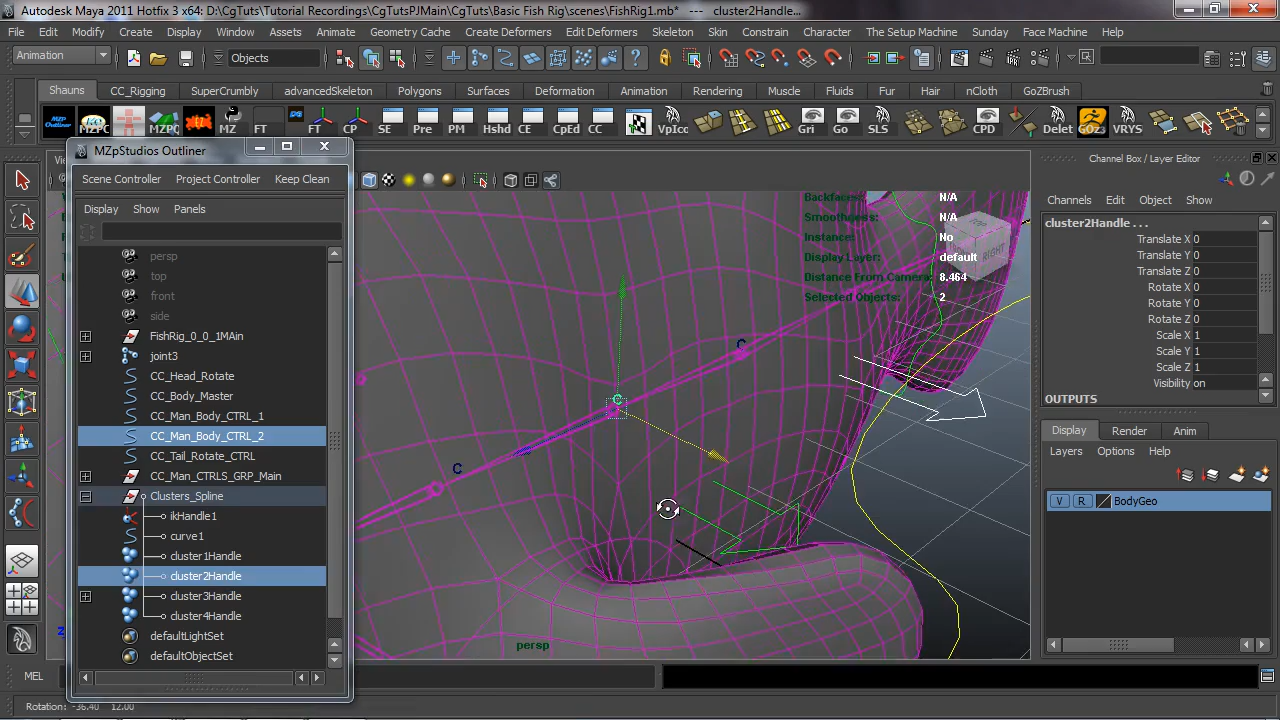 Autodesk Maya 2011 Hotfix 3 x64: D:\CgTuts\Tutorial Recordings\CgTutsPJMain\CgTuts\Basic Fish Rig\scenes\FishRig1.mb* --- cluster2Handle...
File Edit Modify Create Display Window Assets Animate Geometry Cache Create Deformers Edit Deformers Skeleton Skin Constrain Character The Setup Machine Sunday Face Machine Help
Animation Objects
Shauns CC_Rigging SuperCrumbly advancedSkeleton Polygons Surfaces Deformation Animation Rendering Muscle Fluids Fur Hair nCloth GoZBrush
MZP Outliner MZPC MZPC MZ FT FT CP SE Pre PM Hshd CE CpEd CC VpIcc Gri Go SLS CPD Delet GOZ3 VRYS
MZpStudios Outliner
Scene Controller Project Controller Keep Clean
Display Show Panels
persp
top
front
side
FishRig_0_0_1MAin
joint3
CC_Head_Rotate
CC_Body_Master
CC_Man_Body_CTRL_1
CC_Man_Body_CTRL_2
CC_Tail_Rotate_CTRL
CC_Man_CTRLS_GRP_Main
Clusters_Spline
ikHandle1
curve1
cluster1Handle
cluster2Handle
cluster3Handle
cluster4Handle
defaultLightSet
defaultObjectSet
Backfaces: N/A
Smoothness: N/A
Instance: No
Display Layer: default
Distance From Camera: 8.464
Selected Objects: 2
TOP
RIGHT
C
C
C
persp
Channel Box / Layer Editor
Channels Edit Object Show
cluster2Handle . . .
Translate X 0
Translate Y 0
Translate Z 0
Rotate X 0
Rotate Y 0
Rotate Z 0
Scale X 1
Scale Y 1
Scale Z 1
Visibility on
OUTPUTS
Display Render Anim
Layers Options Help
V R BodyGeo
MEL
Rotation: -36.40 12.00